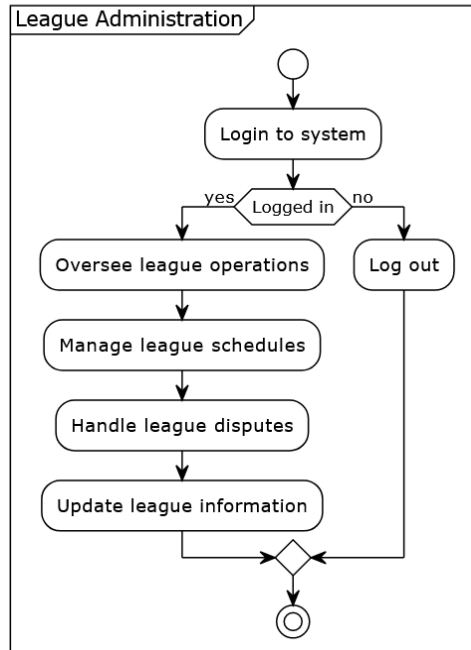 League Administration
Login to system
yes
Logged in
no
Oversee league operations
Log out
Manage league schedules
Handle league disputes
Update league information